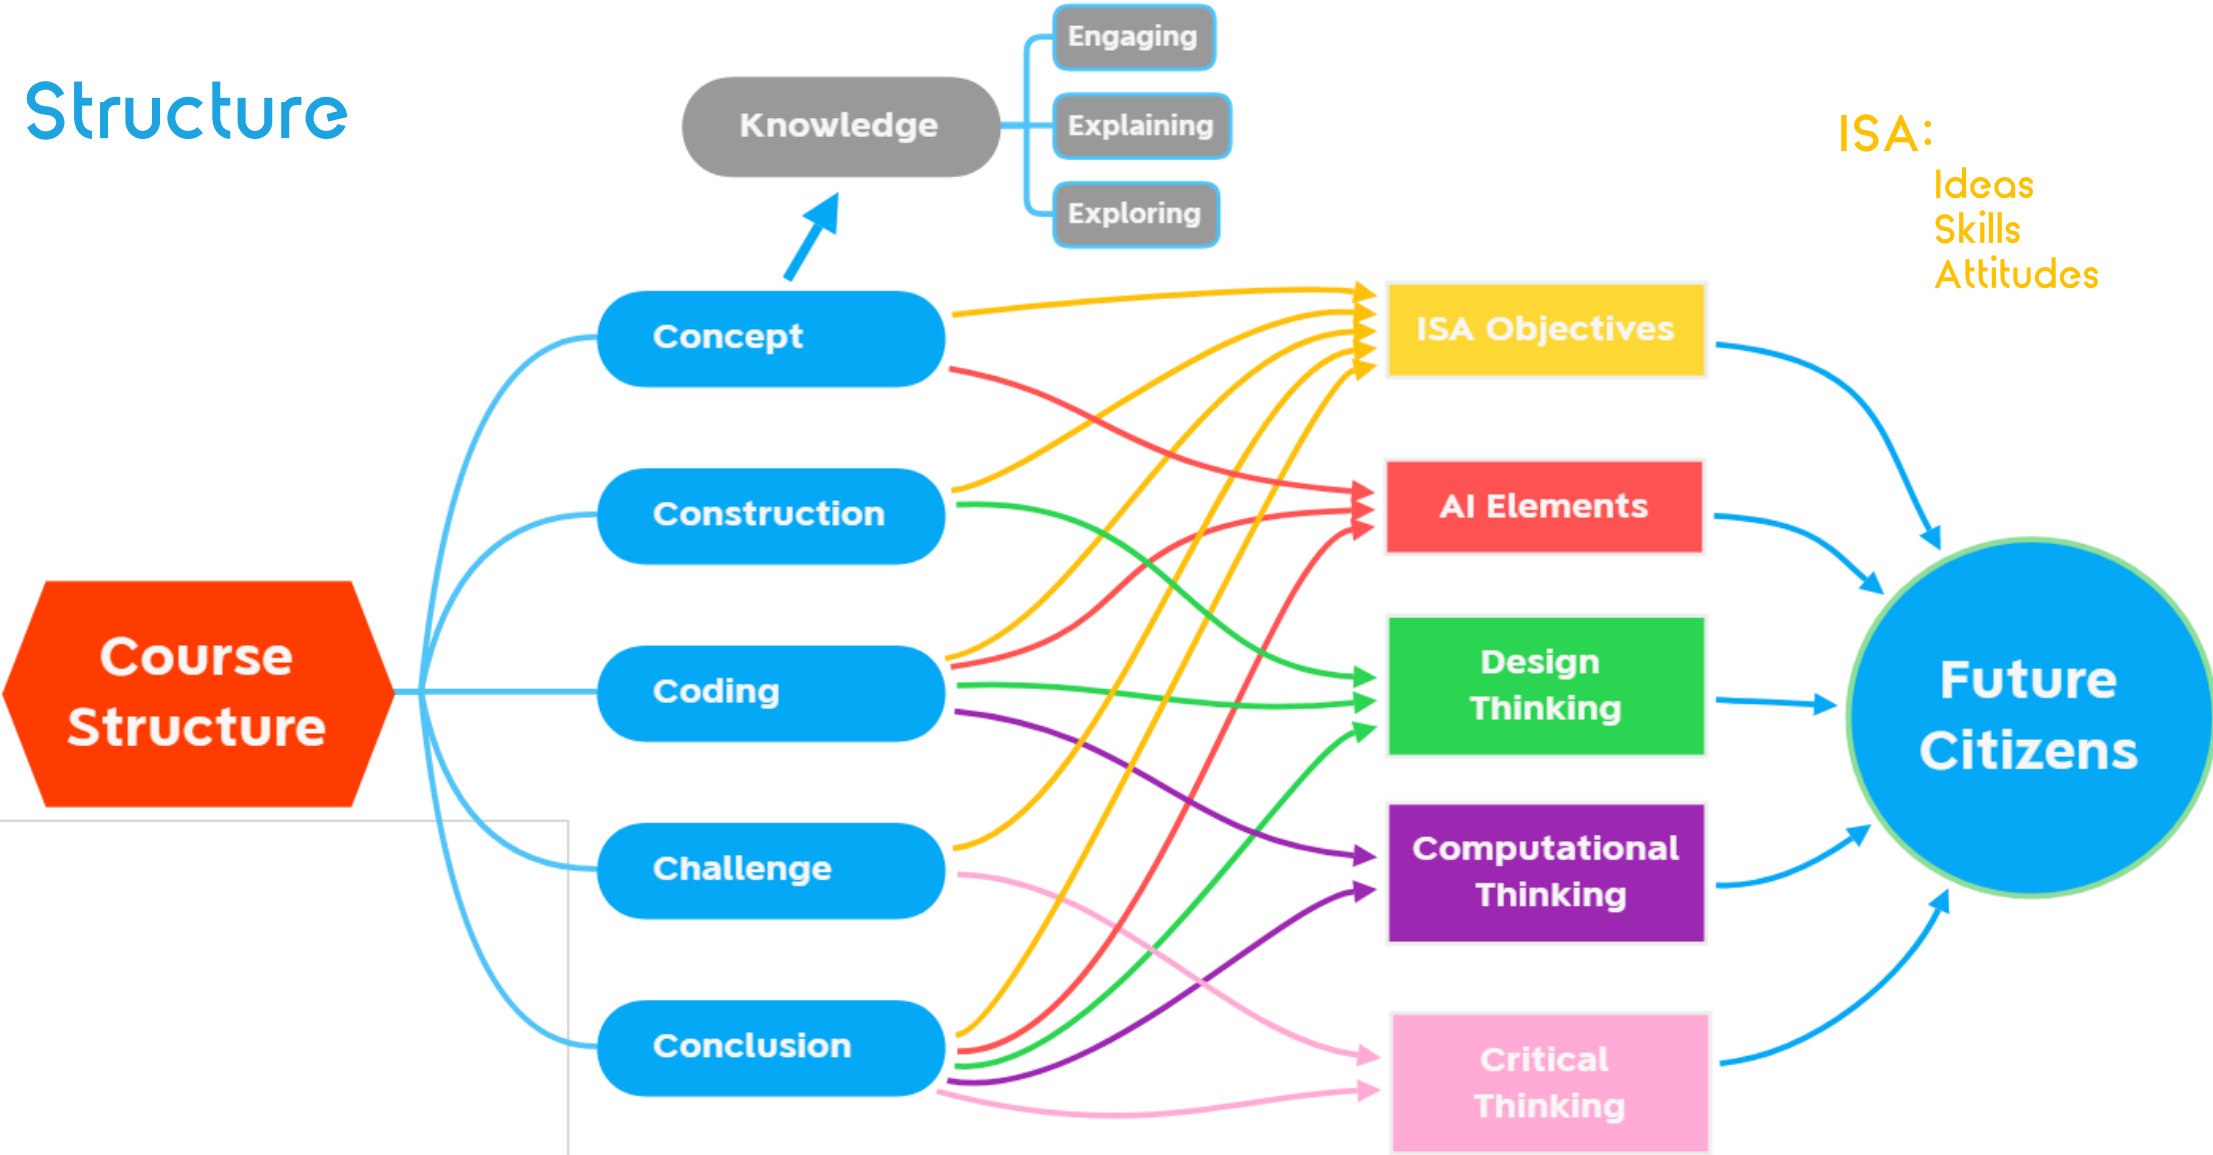 Structure
Knowledge
Engaging
Explaining
Exploring
ISA:
Ideas
Skills
Attitudes
Course
Structure
Concept
Construction
Coding
Challenge
Conclusion
ISA Objectives
AI Elements
Design
Thinking
Computational
Thinking
Critical
Thinking
Future
Citizens